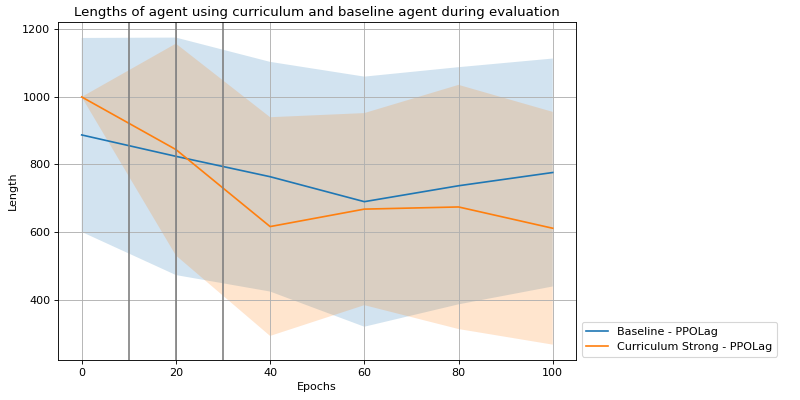 Lengths of agent using curriculum and baseline agent during evaluation
1200
1000
800
600
400
Length
0 20 40 60 80 100
Epochs
Baseline - PPOLag
Curriculum Strong - PPOLag